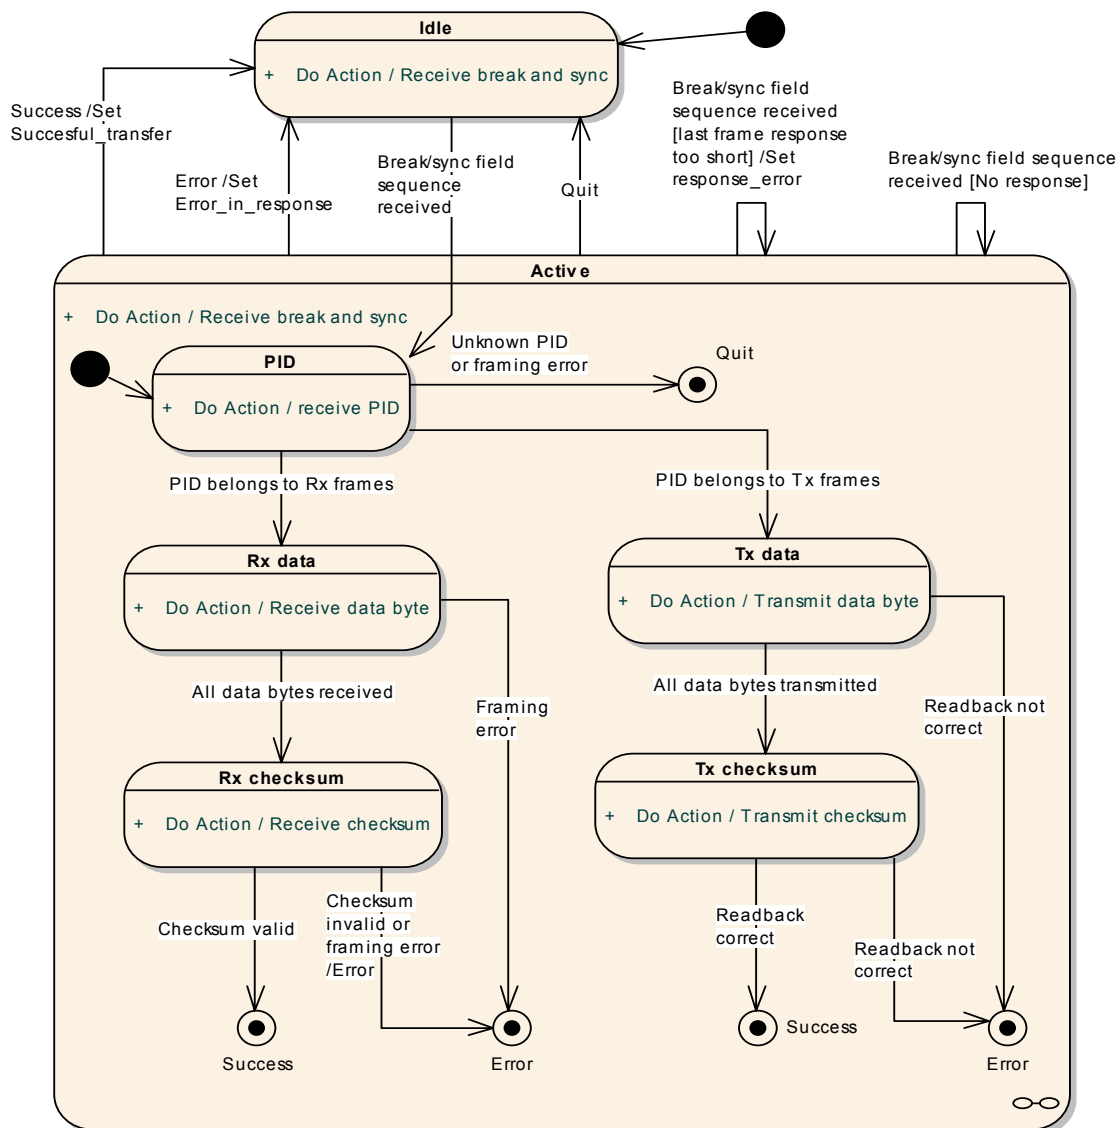 Idle
+ Do Action / Receive break and sync
Success /Set
Succesful_transfer
Error /Set
Error_in_response
Break/sync field
sequence
received
Quit
Break/sync field
sequence received
[last frame response
too short] /Set
response_error
Break/sync field sequence
received [No response]
Active
+ Do Action / Receive break and sync
PID
+ Do Action / receive PID
Unknown PID
or framing error
Quit
PID belongs to Rx frames
PID belongs to Tx frames
Rx data
+ Do Action / Receive data byte
Tx data
+ Do Action / Transmit data byte
All data bytes received
Framing
error
All data bytes transmitted
Readback not
correct
Rx checksum
+ Do Action / Receive checksum
Tx checksum
+ Do Action / Transmit checksum
Checksum valid
Checksum
invalid or
framing error
/Error
Readback
correct
Readback not
correct
Success
Error
Success
Error